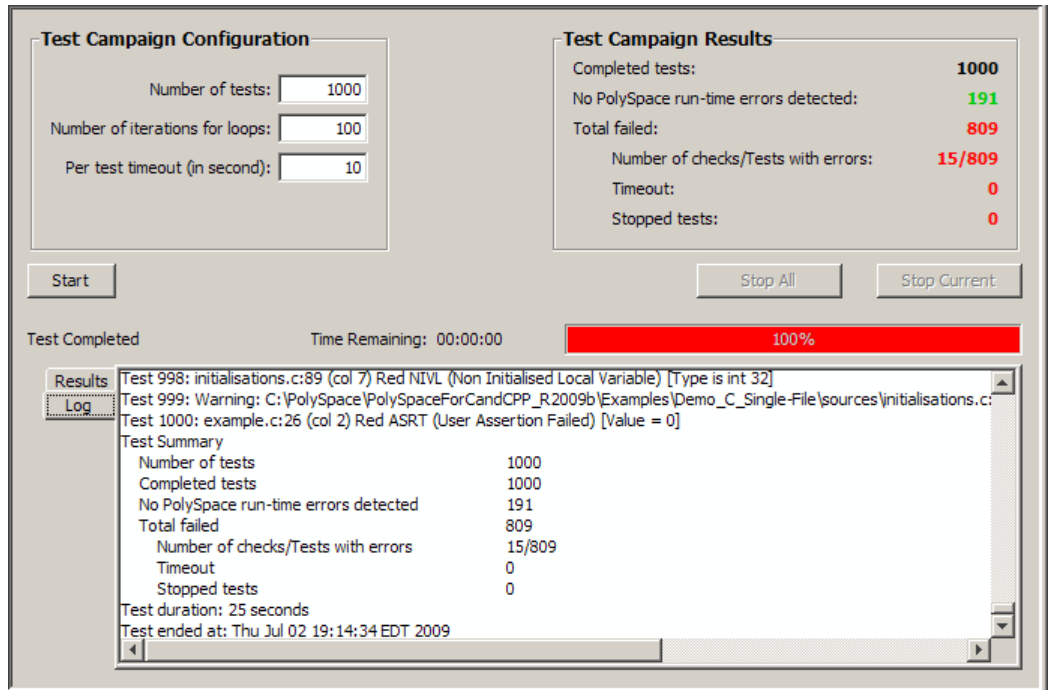 Test Campaign Configuration
Number of tests: 1000
Number of iterations for loops: 100
Per test timeout (in second): 10
Test Campaign Results
Completed tests: 1000
No PolySpace run-time errors detected: 191
Total failed: 809
Number of checks/Tests with errors: 15/809
Timeout: 0
Stopped tests: 0
Start
Stop All
Stop Current
Test Completed
Time Remaining: 00:00:00
100%
Results
Log
Test 998: initialisations.c:89 (col 7) Red NIVL (Non Initialised Local Variable) [Type is int 32]
Test 999: Warning: C:\PolySpace\PolySpaceForCandCPP_R2009b\Examples\Demo_C_Single-File\sources\initialisations.c:
Test 1000: example.c:26 (col 2) Red ASRT (User Assertion Failed) [Value = 0]
Test Summary
Number of tests 1000
Completed tests 1000
No PolySpace run-time errors detected 191
Total failed 809
Number of checks/Tests with errors 15/809
Timeout 0
Stopped tests 0
Test duration: 25 seconds
Test ended at: Thu Jul 02 19:14:34 EDT 2009